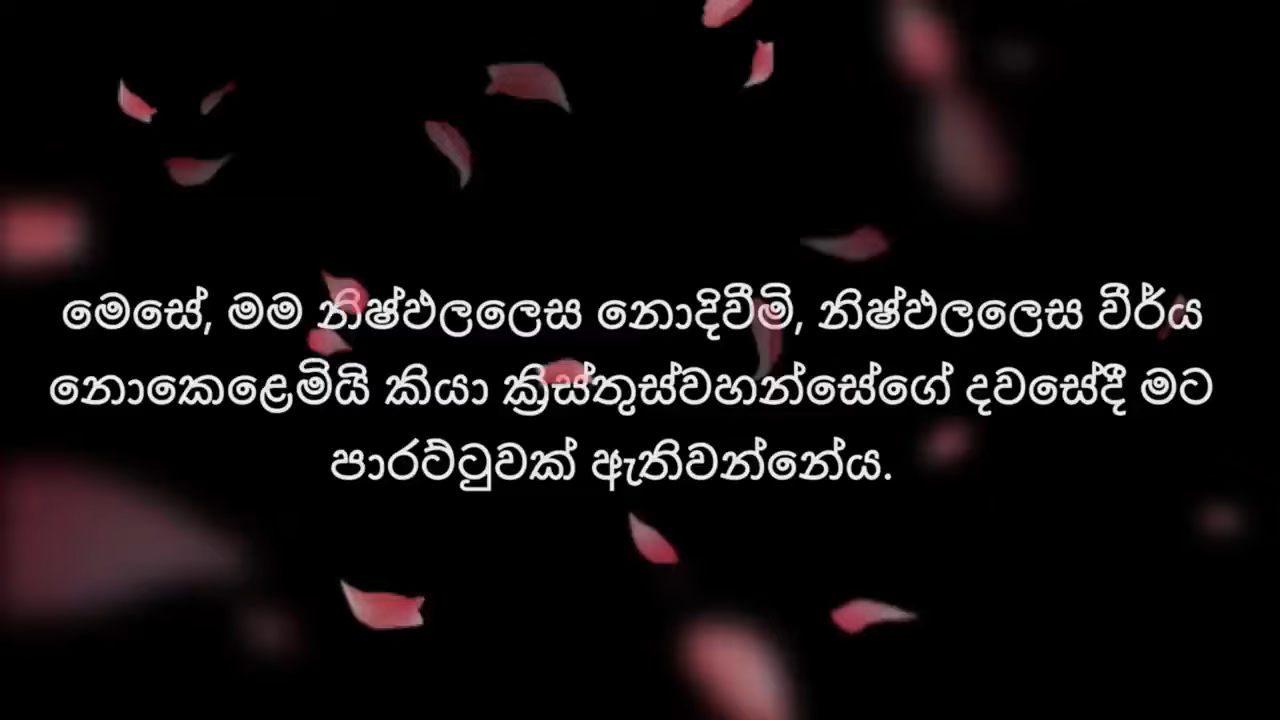 මෙසේ, මම නිෂ්ඵලලෙස නොදිවීමි, නිෂ්ඵලලෙස වීර්ය
නොකෙළෙමියි කියා ක්‍රිස්තුස්වහන්සේගේ දවසේදී මට
පාරට්ටුවක් ඇතිවන්නේය.